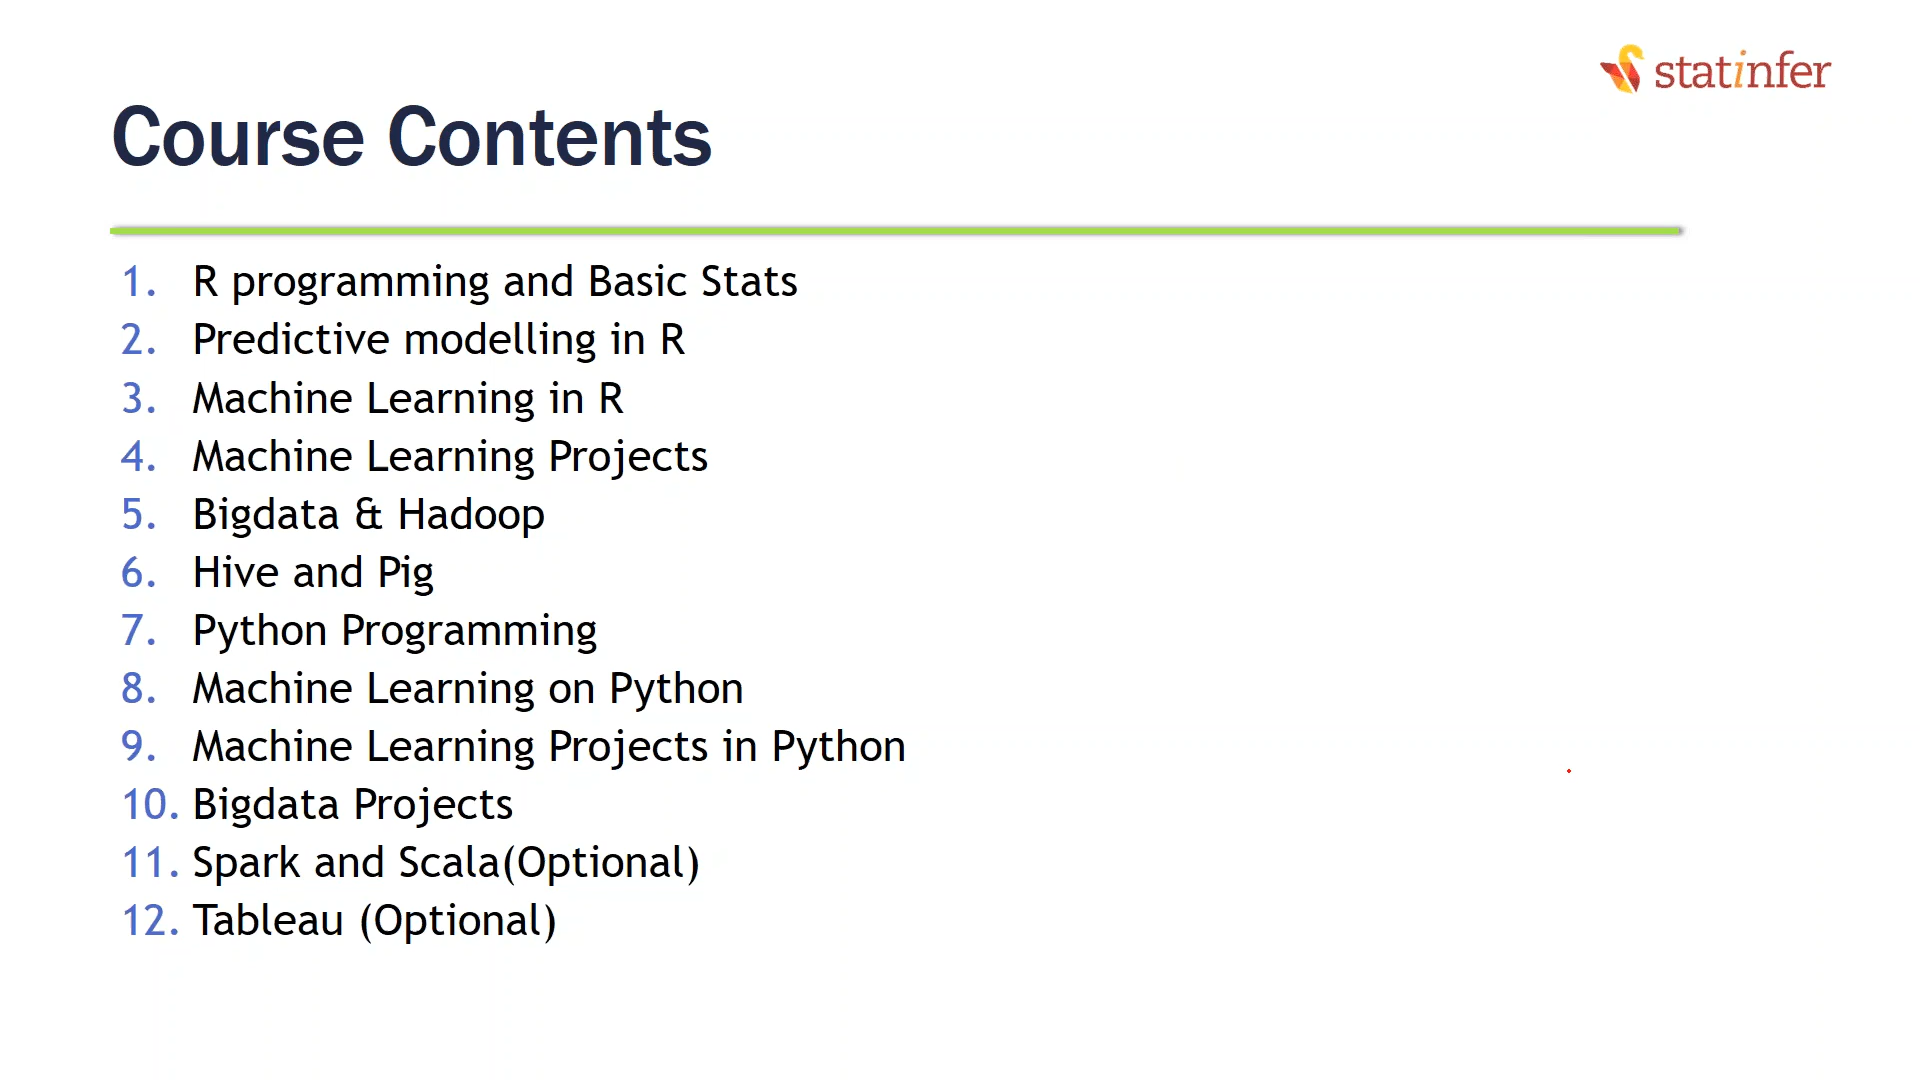 statinfer
Course Contents
1. R programming and Basic Stats
2. Predictive modelling in R
3. Machine Learning in R
4. Machine Learning Projects
5. Bigdata & Hadoop
6. Hive and Pig
7. Python Programming
8. Machine Learning on Python
9. Machine Learning Projects in Python
10. Bigdata Projects
11. Spark and Scala(Optional)
12. Tableau (Optional)